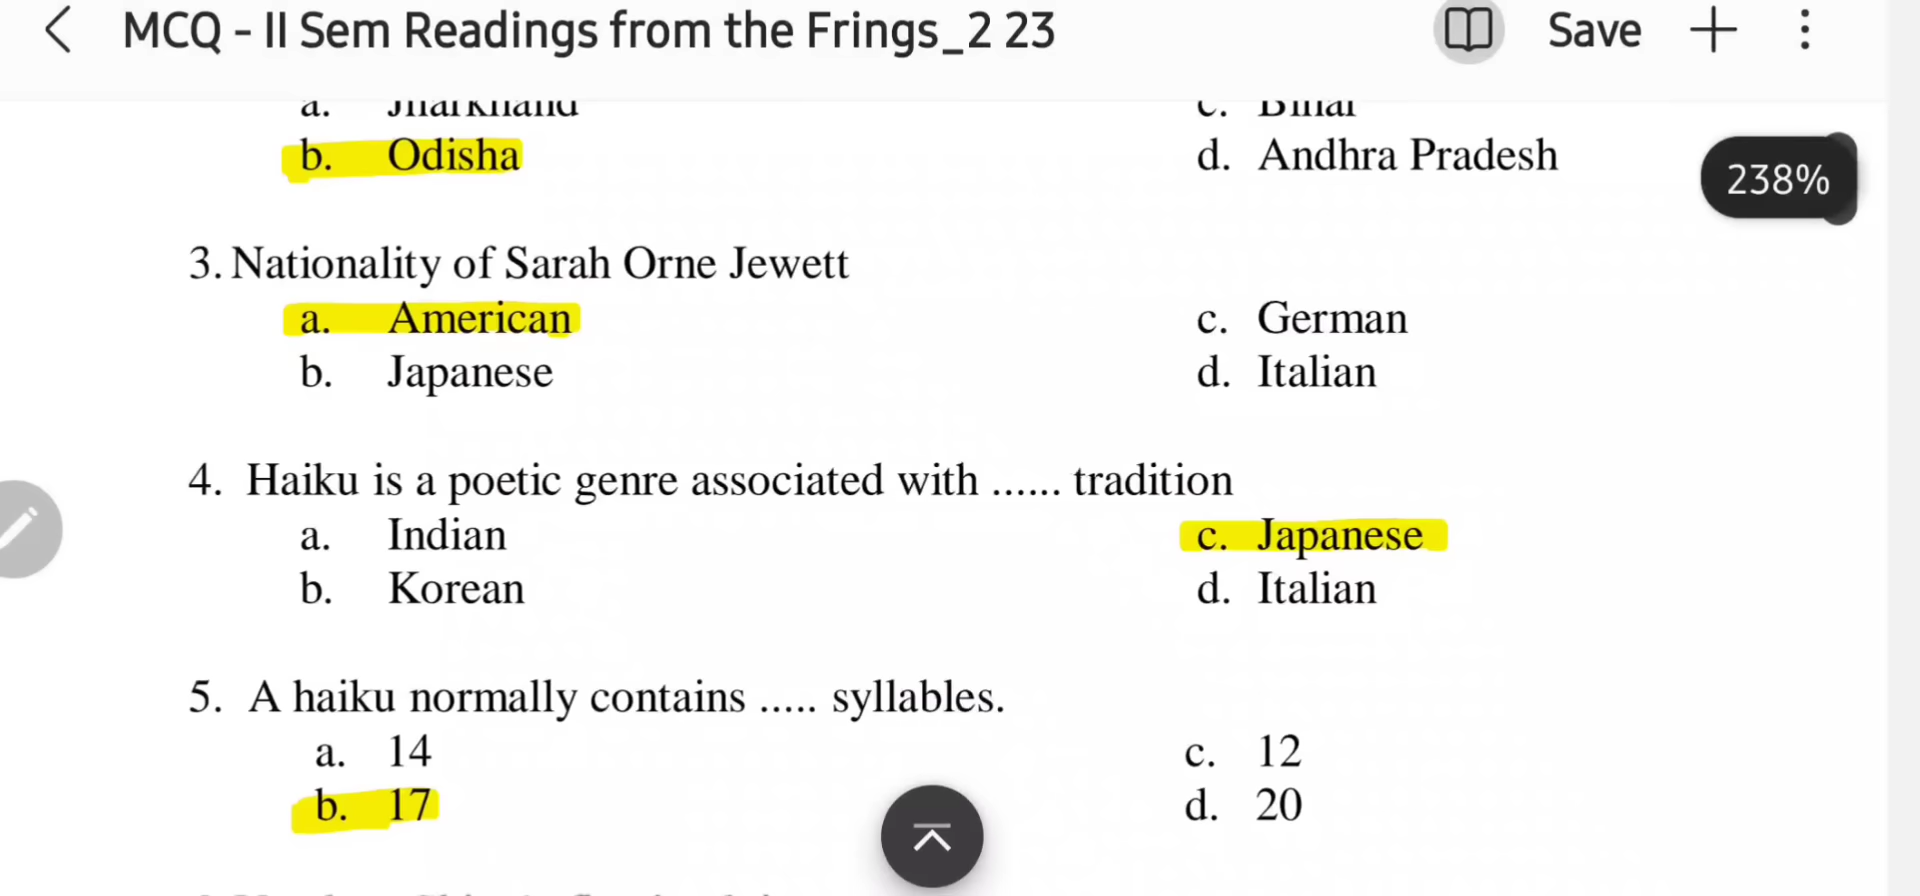 MCQ - II Sem Readings from the Frings_2 23 Save
a. Jharkhand c. Bihar
b. Odisha d. Andhra Pradesh
238%
3. Nationality of Sarah Orne Jewett
a. American c. German
b. Japanese d. Italian
4. Haiku is a poetic genre associated with ...... tradition
a. Indian c. Japanese
b. Korean d. Italian
5. A haiku normally contains ..... syllables.
a. 14 c. 12
b. 17 d. 20